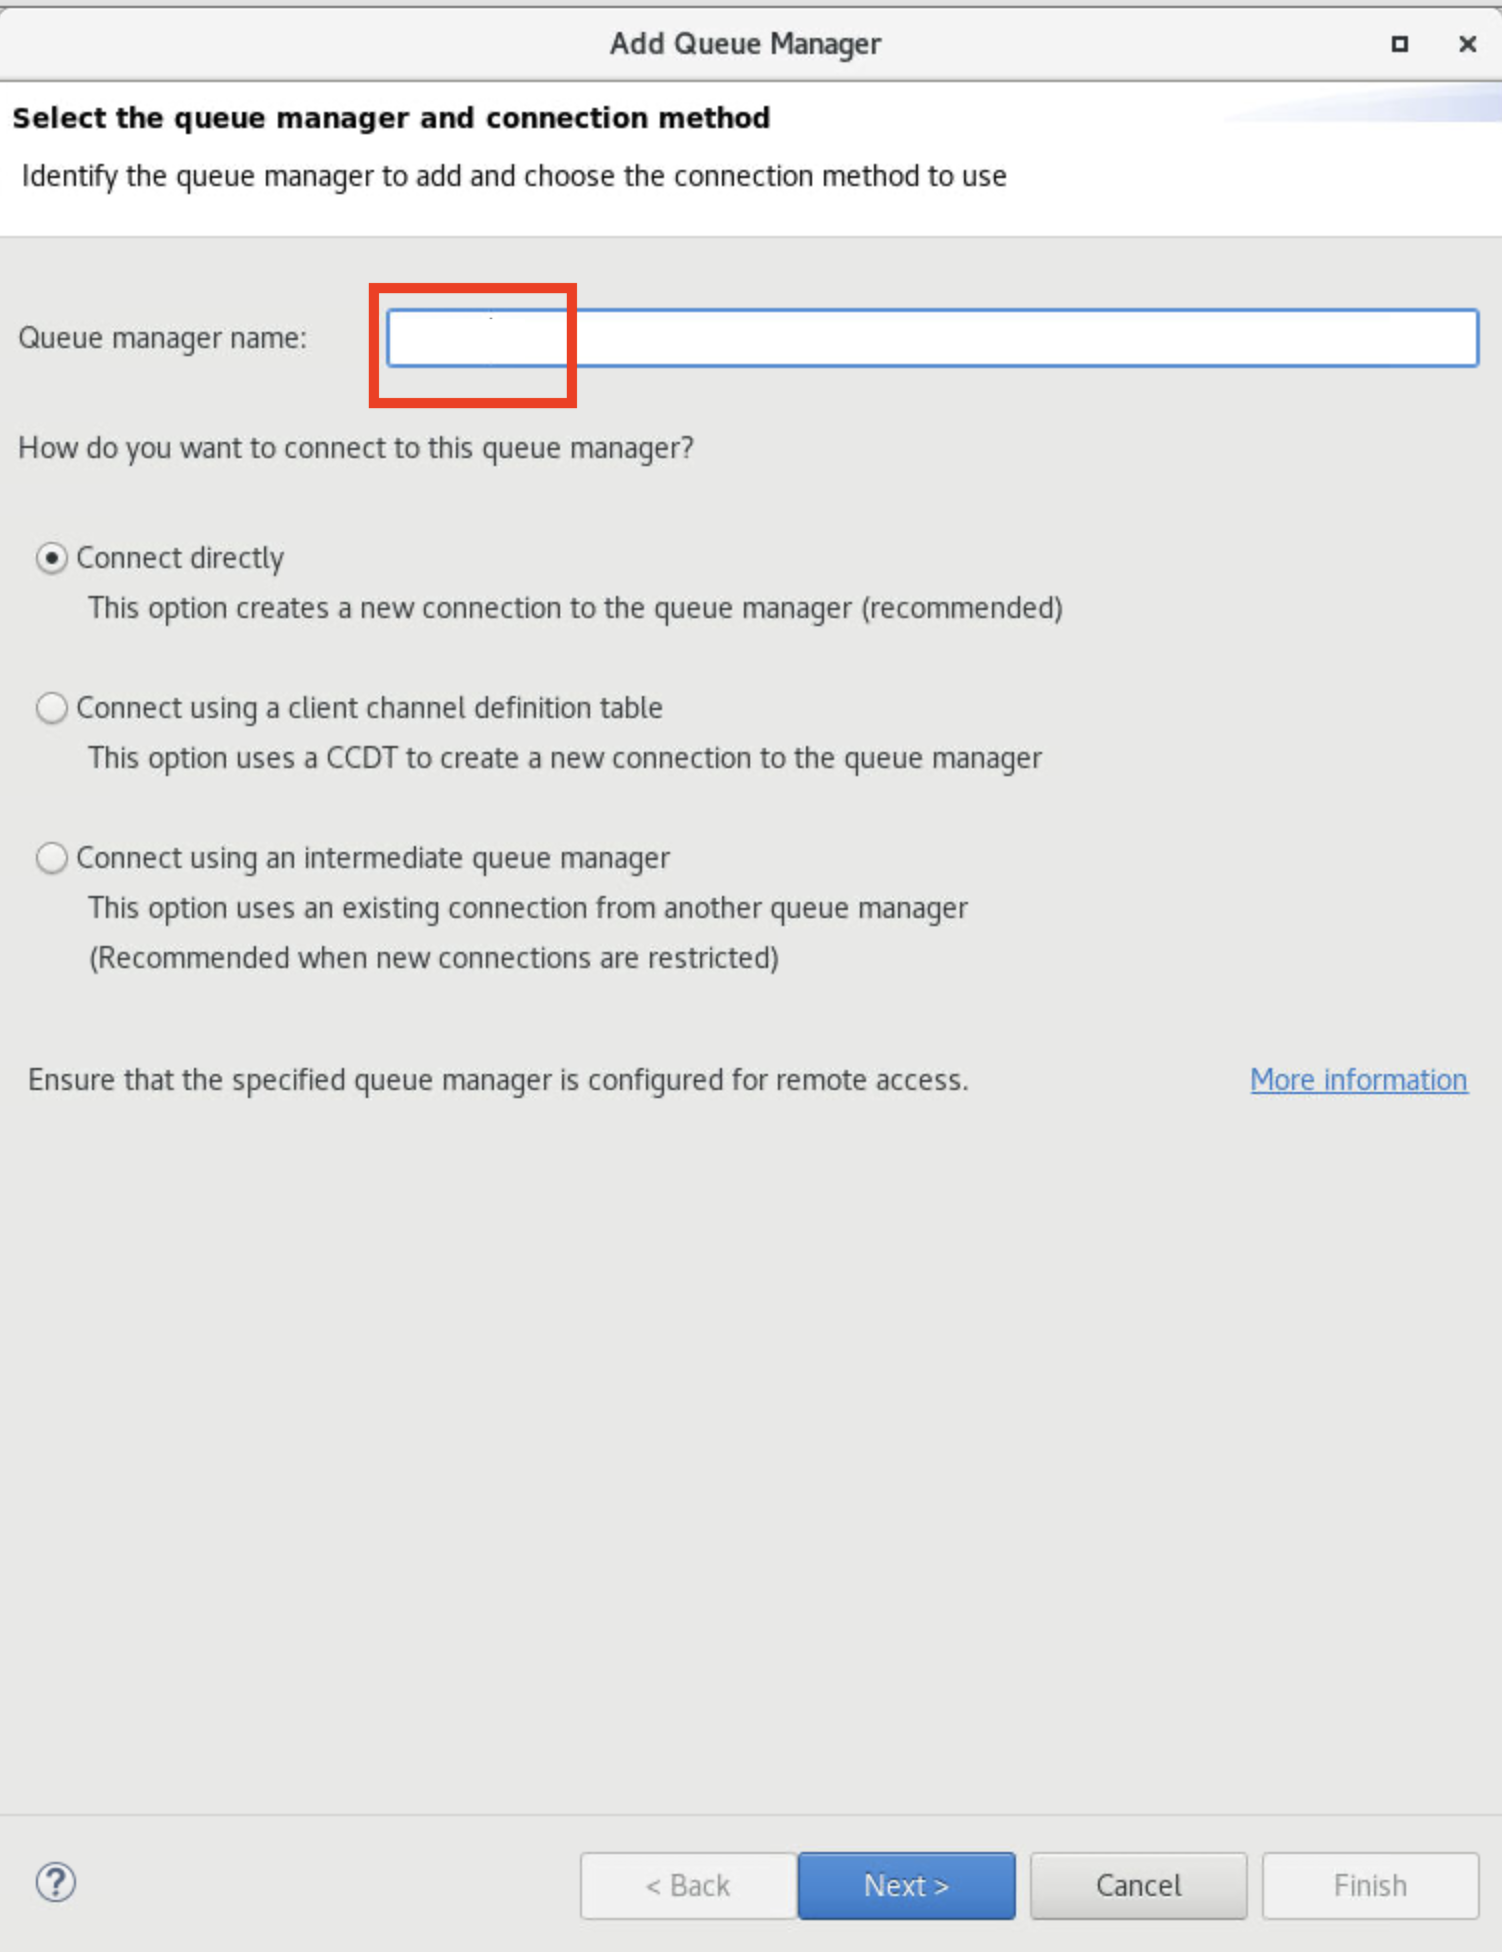 Add Queue Manager
Select the queue manager and connection method
Identify the queue manager to add and choose the connection method to use
Queue manager name:
How do you want to connect to this queue manager?
Connect directly
This option creates a new connection to the queue manager (recommended)
Connect using a client channel definition table
This option uses a CCDT to create a new connection to the queue manager
Connect using an intermediate queue manager
This option uses an existing connection from another queue manager
(Recommended when new connections are restricted)
Ensure that the specified queue manager is configured for remote access. More information
? < Back Next > Cancel Finish